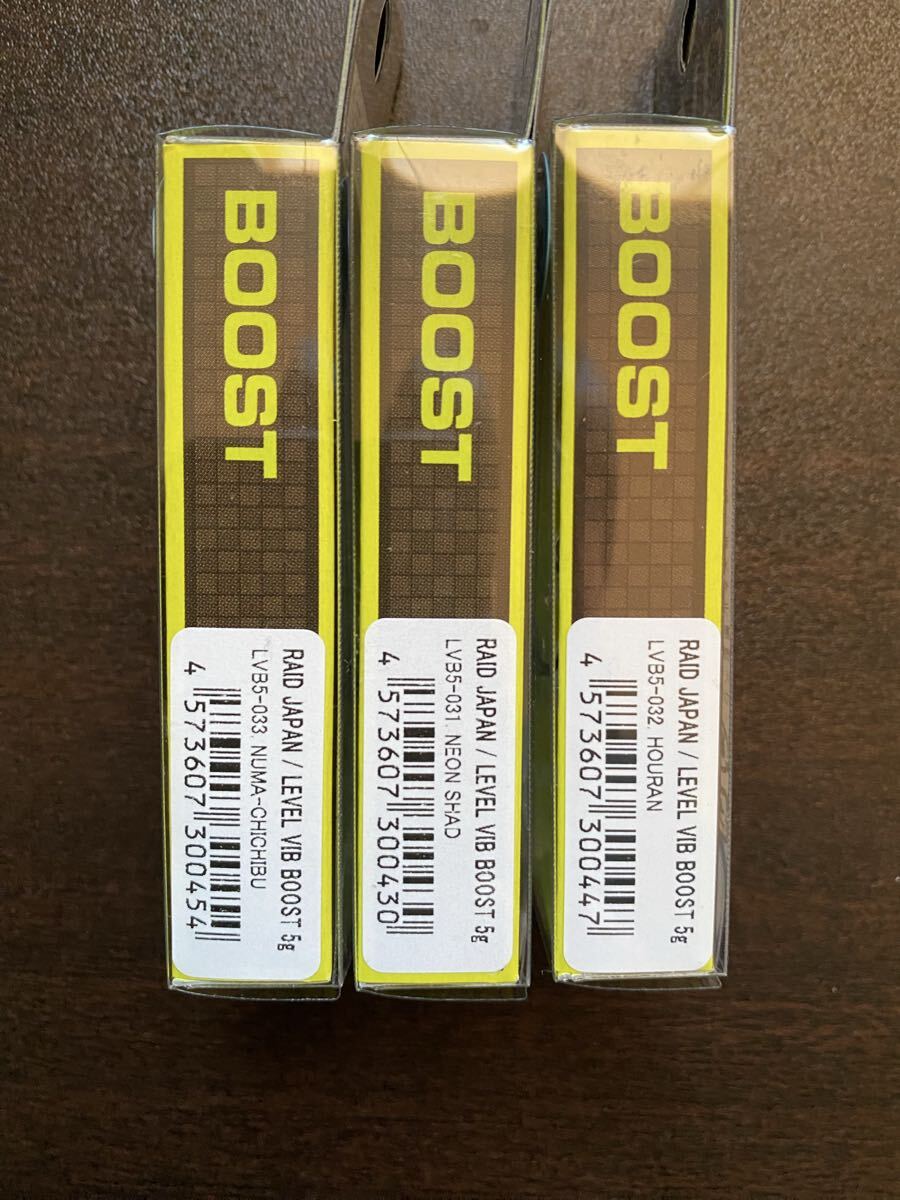 BOOST
RAID JAPAN / LEVEL VIB BOOST 5g
LVB5-033. NUMA-CHICHIBU
4 573607 300454
BOOST
RAID JAPAN / LEVEL VIB BOOST 5g
LVB5-031. NEON SHAD
4 573607 300430
BOOST
RAID JAPAN / LEVEL VIB BOOST 5g
LVB5-032. HOURAN
4 573607 300447